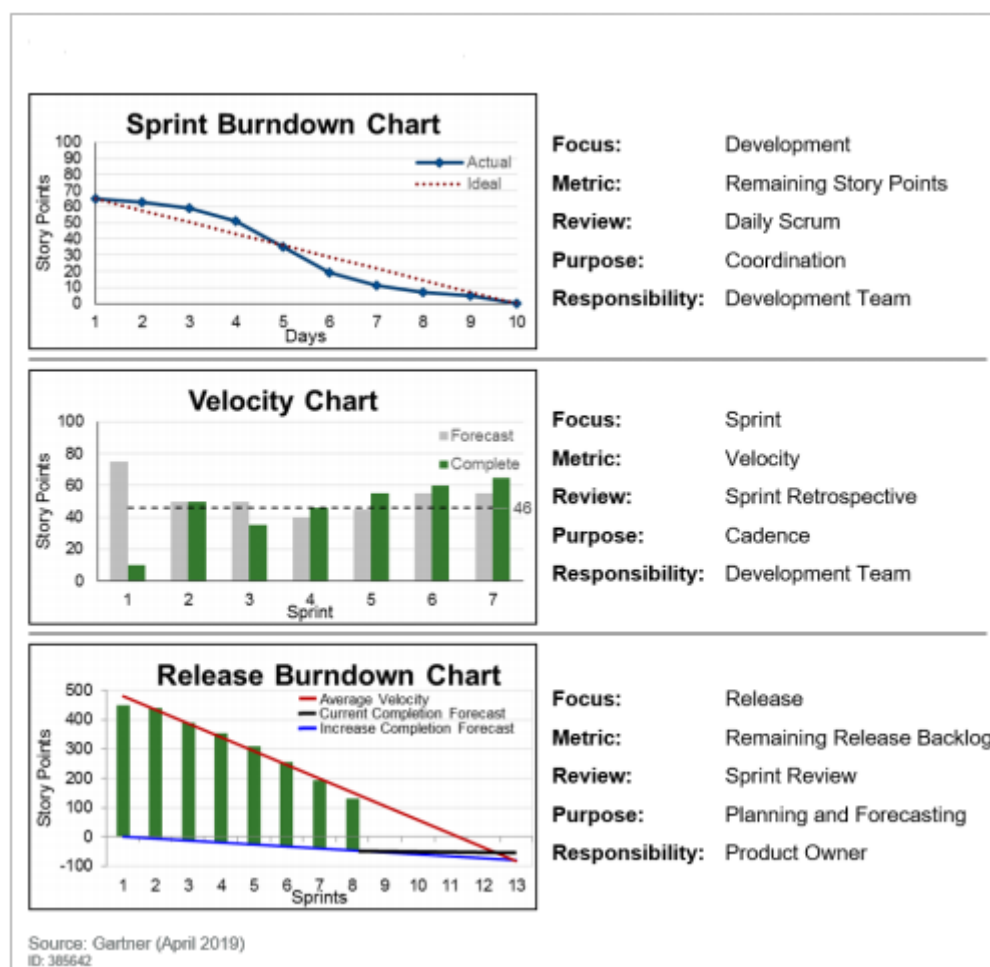 Sprint Burndown Chart
Story Points
100
90
80
70
60
50
40
30
20
10
0
Actual
Ideal
1 2 3 4 5 6 7 8 9 10
Days
Focus: Development
Metric: Remaining Story Points
Review: Daily Scrum
Purpose: Coordination
Responsibility: Development Team
Velocity Chart
Story Points
100
80
60
40
20
0
Forecast
Complete
46
1 2 3 4 5 6 7
Sprint
Focus: Sprint
Metric: Velocity
Review: Sprint Retrospective
Purpose: Cadence
Responsibility: Development Team
Release Burndown Chart
Story Points
500
400
300
200
100
0
-100
Average Velocity
Current Completion Forecast
Increase Completion Forecast
1 2 3 4 5 6 7 8 9 10 11 12 13
Sprints
Focus: Release
Metric: Remaining Release Backlog
Review: Sprint Review
Purpose: Planning and Forecasting
Responsibility: Product Owner
Source: Gartner (April 2019)
ID: 385642